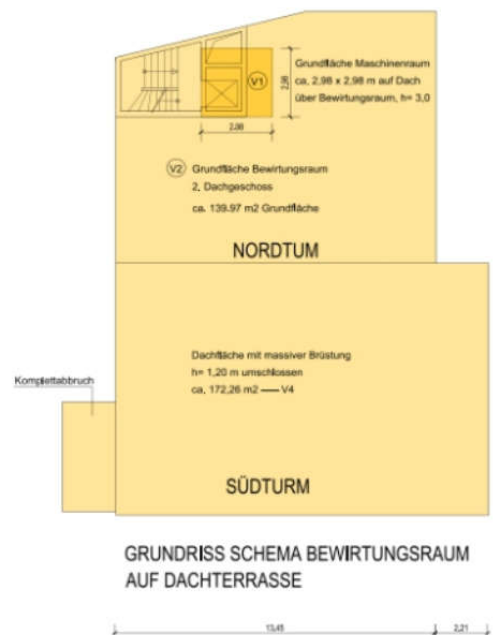 V1
Grundfläche Maschinenraum
ca, 2,98 x 2,98 m auf Dach
über Bewirtungsraum, h= 3,0
2,98
2,98
V2 Grundfläche Bewirtungsraum
2, Dachgeschoss
ca. 139.97 m2 Grundfläche
NORDTUM
Dachfläche mit massiver Brüstung
h= 1,20 m umschlossen
ca, 172,26 m2 — V4
Komplettabbruch
SÜDTURM
GRUNDRISS SCHEMA BEWIRTUNGSRAUM
AUF DACHTERRASSE
13,45 2,21